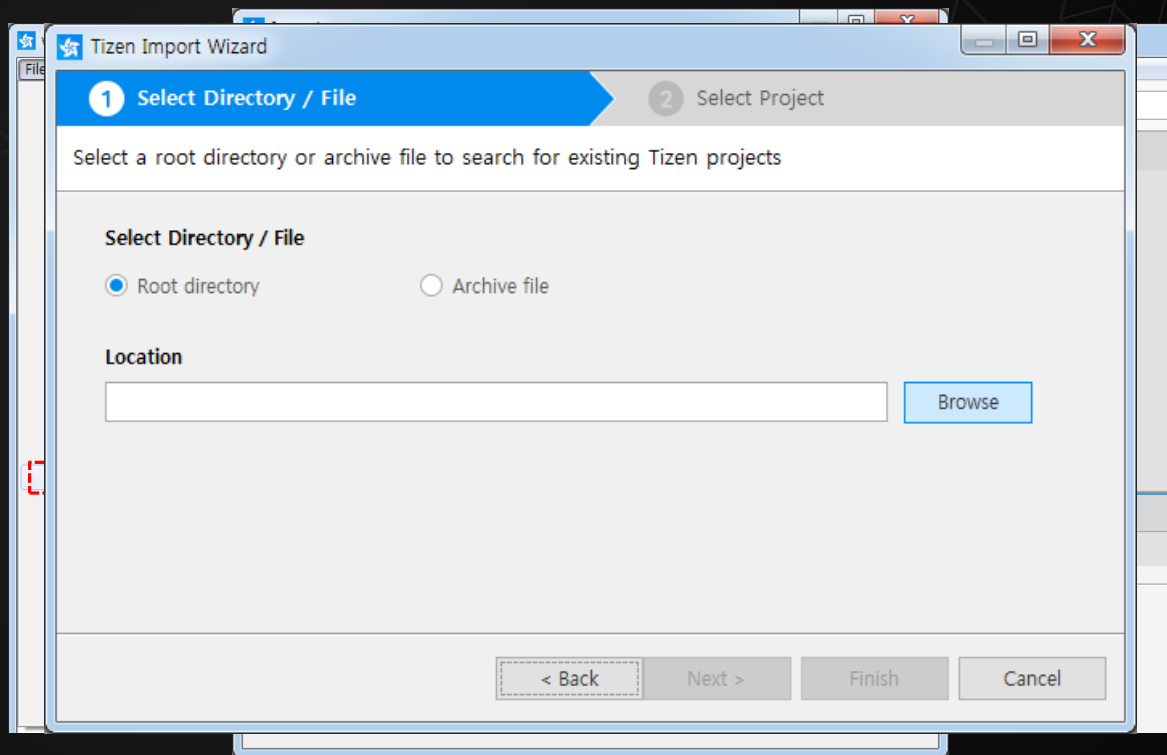 Tizen Import Wizard
File
1 Select Directory / File 2 Select Project
Select a root directory or archive file to search for existing Tizen projects
Select Directory / File
Root directory Archive file
Location
Browse
< Back Next > Finish Cancel